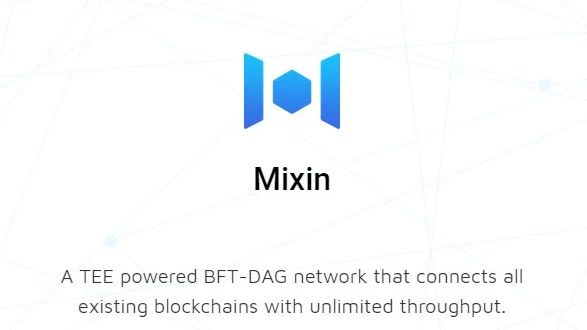 Mixin
A TEE powered BFT-DAG network that connects all
existing blockchains with unlimited throughput.